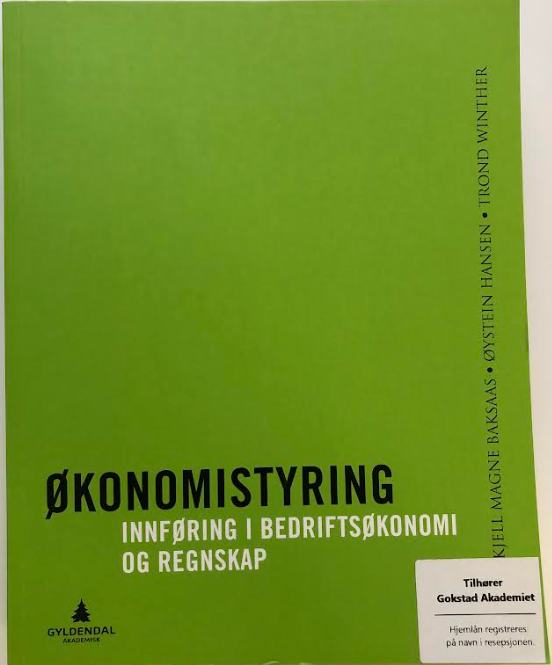 KJELL MAGNE BAKSAAS • ØYSTEIN HANSEN • TROND WINTHER
ØKONOMISTYRING
INNFØRING I BEDRIFTSØKONOMI
OG REGNSKAP
GYLDENDAL
AKADEMISK
Tilhører
Gokstad Akademiet
Hjemlån registreres
på navn i resepsjonen.